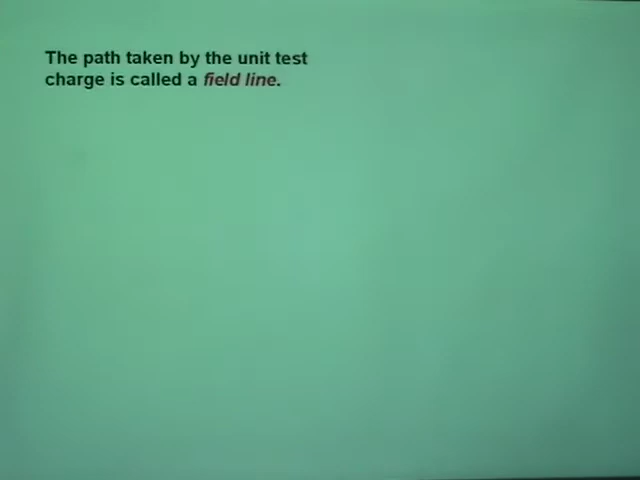 The path taken by the unit test
charge is called a field line.